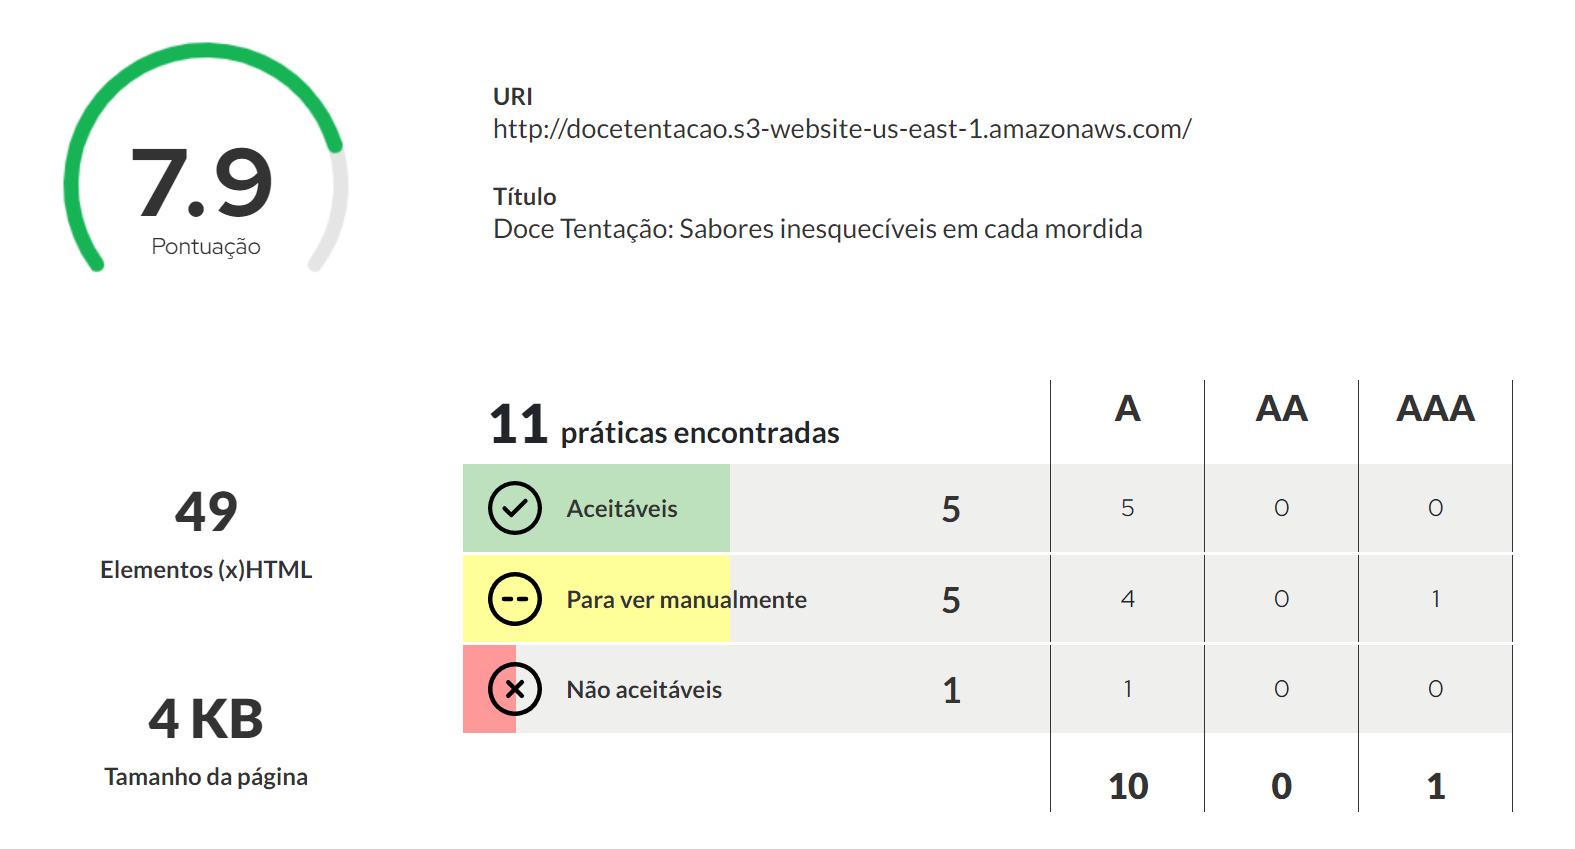 7.9
Pontuação
URI
http://docetentacao.s3-website-us-east-1.amazonaws.com/
Título
Doce Tentação: Sabores inesquecíveis em cada mordida
49
Elementos (x)HTML
4 KB
Tamanho da página
11 práticas encontradas A AA AAA
Aceitáveis 5 5 0 0
Para ver manualmente 5 4 0 1
Não aceitáveis 1 1 0 0
10 0 1